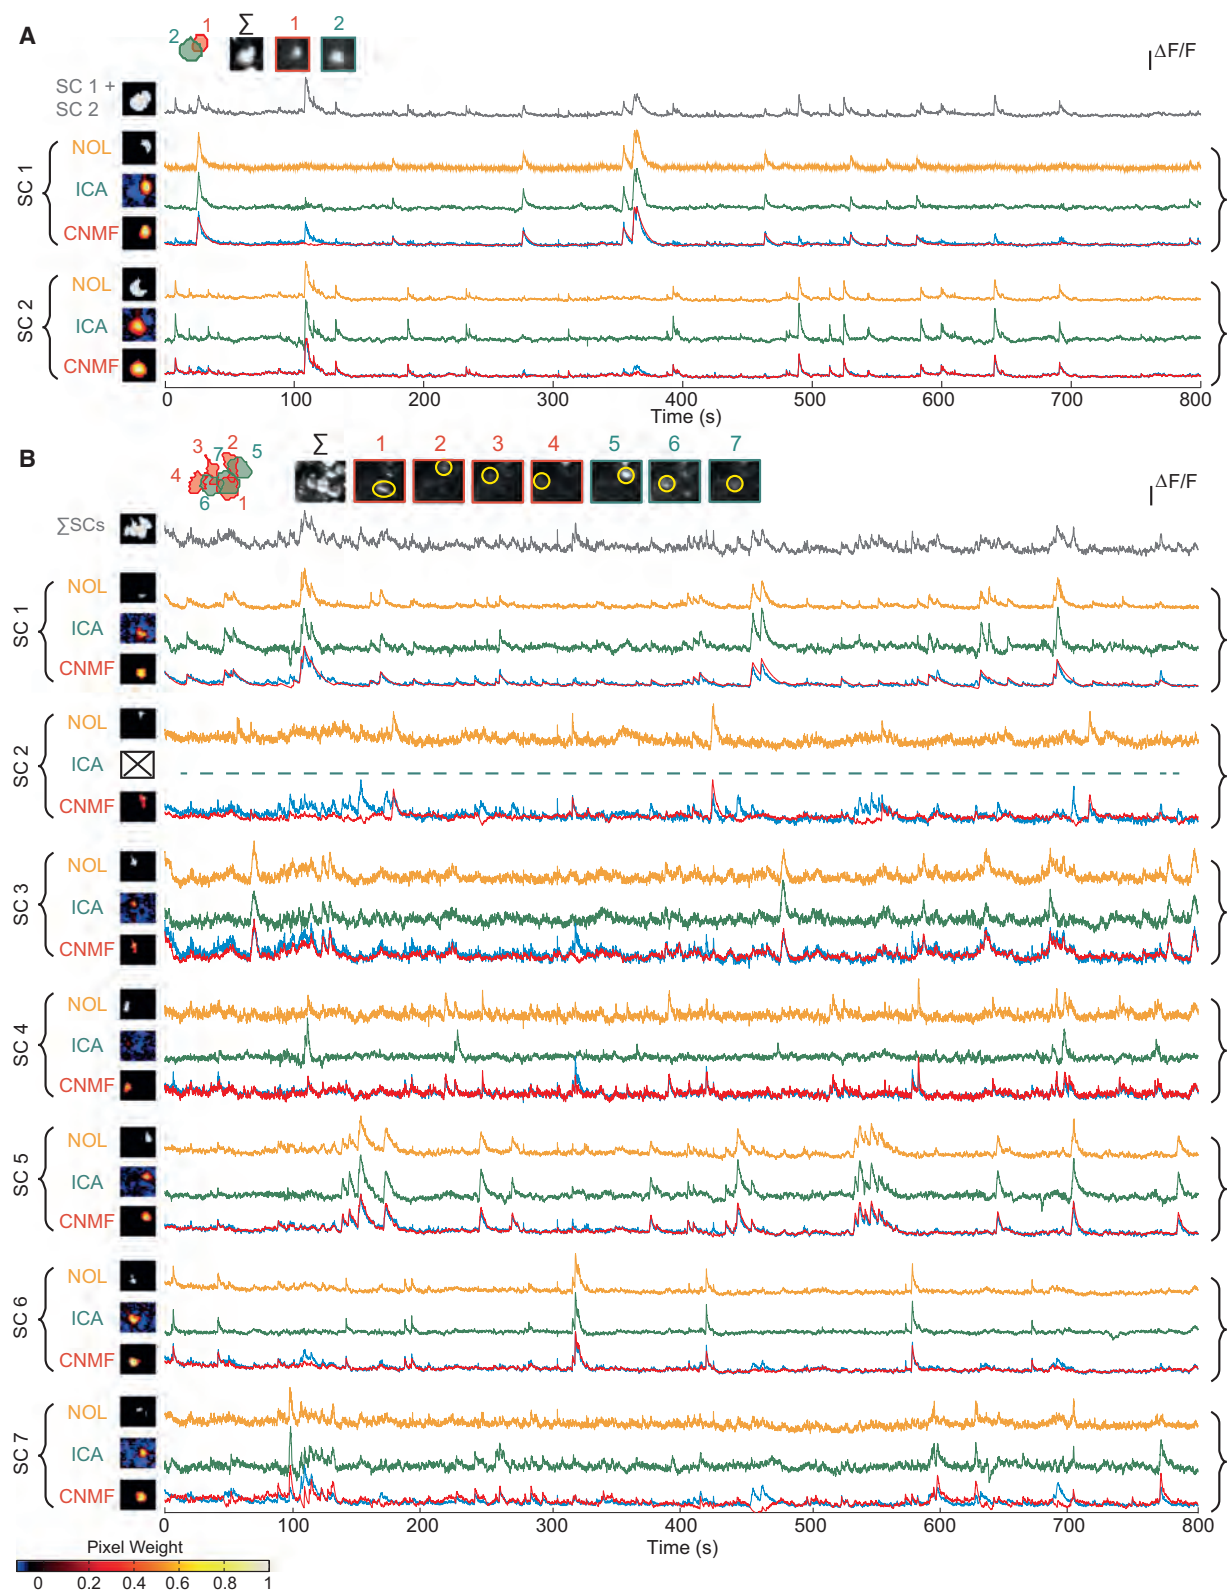 A
2 1 Σ 1 2
ΔF/F
SC 1 +
SC 2
SC 1
NOL
ICA
CNMF
SC 2
NOL
ICA
CNMF
0 100 200 300 400 500 600 700 800
Time (s)
B
3 7 2 5
4
6 1
Σ 1 2 3 4 5 6 7
ΔF/F
∑SCs
SC 1
NOL
ICA
CNMF
SC 2
NOL
ICA
CNMF
SC 3
NOL
ICA
CNMF
SC 4
NOL
ICA
CNMF
SC 5
NOL
ICA
CNMF
SC 6
NOL
ICA
CNMF
SC 7
NOL
ICA
CNMF
0 100 200 300 400 500 600 700 800
Time (s)
Pixel Weight
0 0.2 0.4 0.6 0.8 1